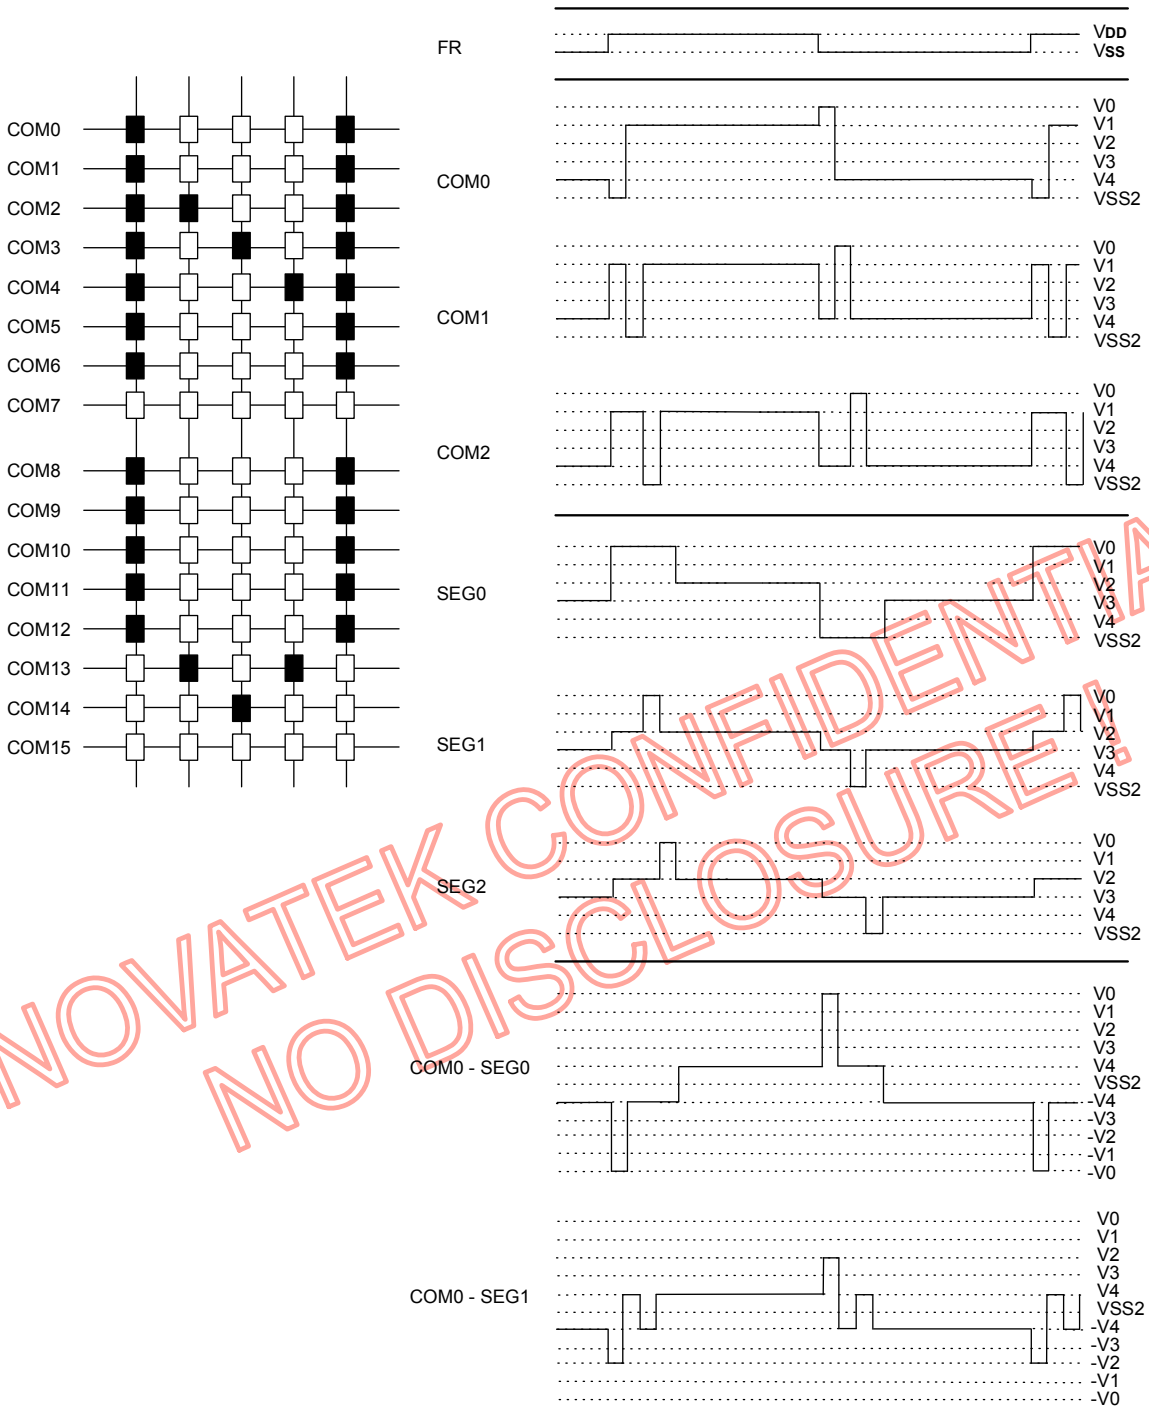 COM0
COM1
COM2
COM3
COM4
COM5
COM6
COM7
COM8
COM9
COM10
COM11
COM12
COM13
COM14
COM15
FR
VDD
VSS
COM0
V0
V1
V2
V3
V4
VSS2
COM1
V0
V1
V2
V3
V4
VSS2
COM2
V0
V1
V2
V3
V4
VSS2
SEG0
V0
V1
V2
V3
V4
VSS2
SEG1
V0
V1
V2
V3
V4
VSS2
SEG2
V0
V1
V2
V3
V4
VSS2
COM0 - SEG0
V0
V1
V2
V3
V4
VSS2
-V4
-V3
-V2
-V1
-V0
COM0 - SEG1
V0
V1
V2
V3
V4
VSS2
-V4
-V3
-V2
-V1
-V0
NOVATEK CONFIDENTIA
NO DISCLOSURE !